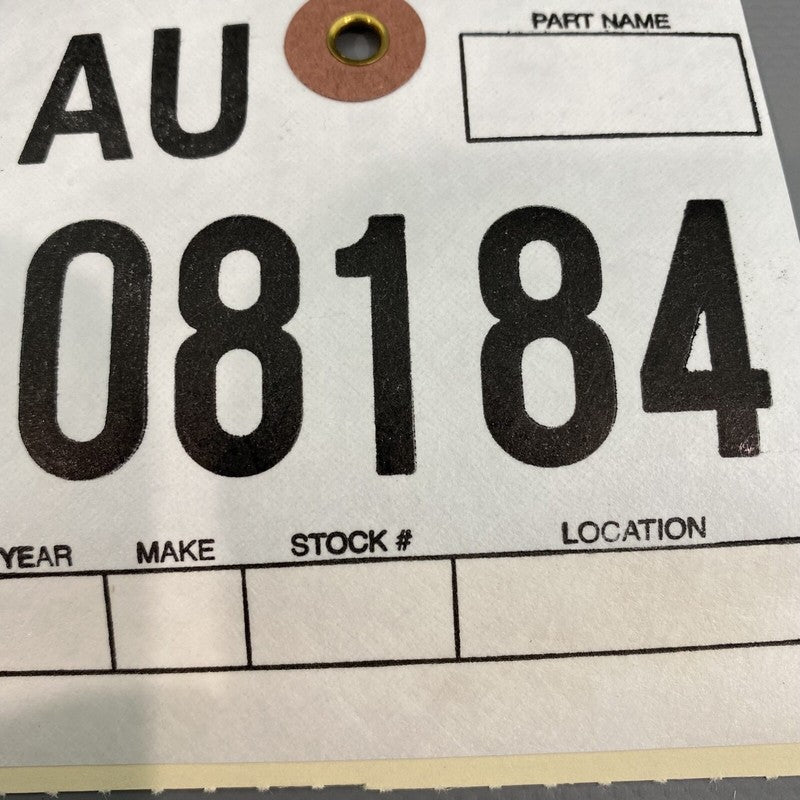 AU
PART NAME
08184
YEAR MAKE STOCK # LOCATION